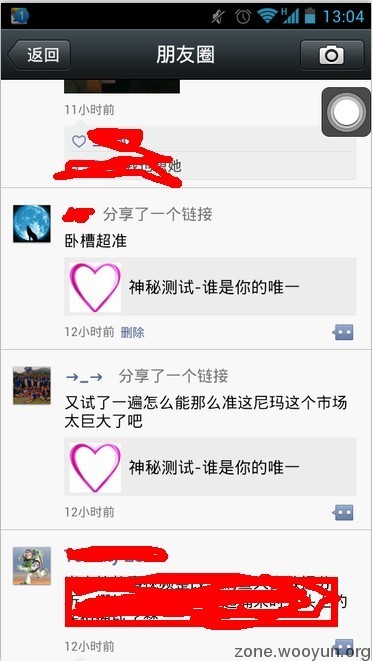 13:04
返回
朋友圈
11小时前
她
分享了一个链接
卧槽超准
神秘测试-谁是你的唯一
12小时前 删除
→_→ 分享了一个链接
又试了一遍怎么能那么准这尼玛这个市场
太巨大了吧
神秘测试-谁是你的唯一
12小时前
的
12小时前
zone.wooyun.org